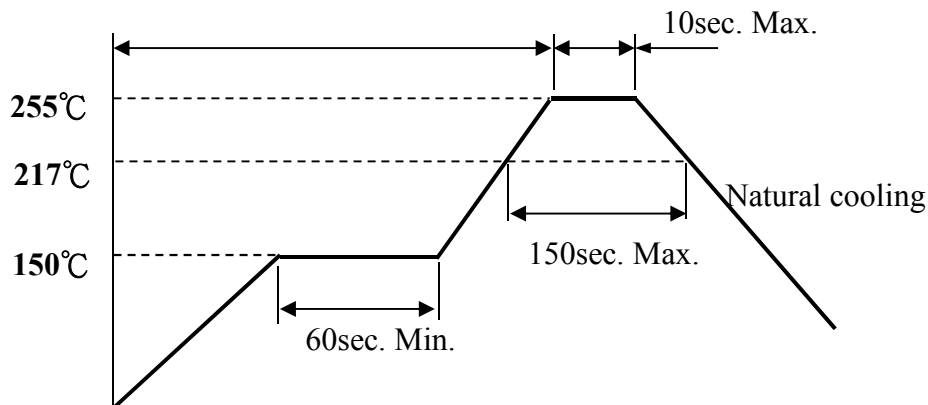 10sec. Max.
255℃
217℃
Natural cooling
150sec. Max.
150℃
60sec. Min.